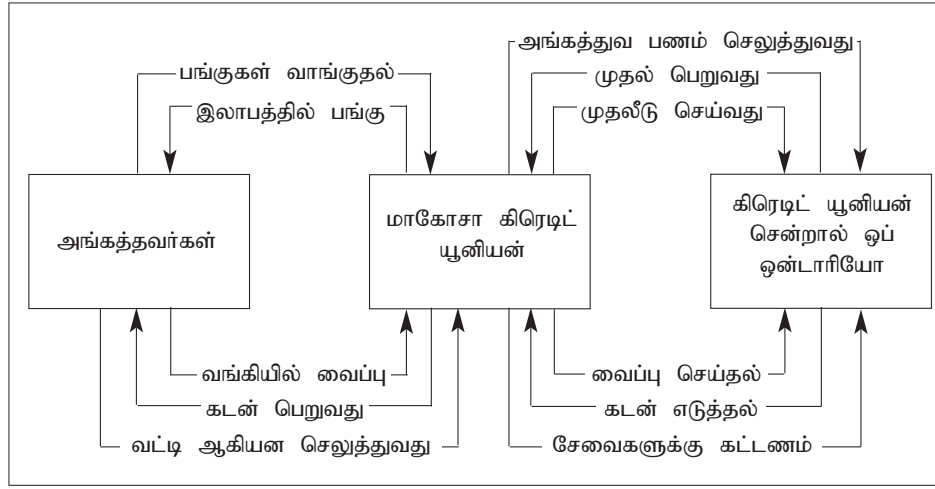 அங்கத்துவ பணம் செலுத்துவது
பங்குகள் வாங்குதல்
முதல் பெறுவது
இலாபத்தில் பங்கு
முதலீடு செய்வது
அங்கத்தவர்கள்
மாகோசா கிரெடிட்
யூனியன்
கிரெடிட் யூனியன்
சென்றால் ஒப்
ஒன்டாரியோ
வங்கியில் வைப்பு
வைப்பு செய்தல்
கடன் பெறுவது
கடன் எடுத்தல்
வட்டி ஆகியன செலுத்துவது
சேவைகளுக்கு கட்டணம்